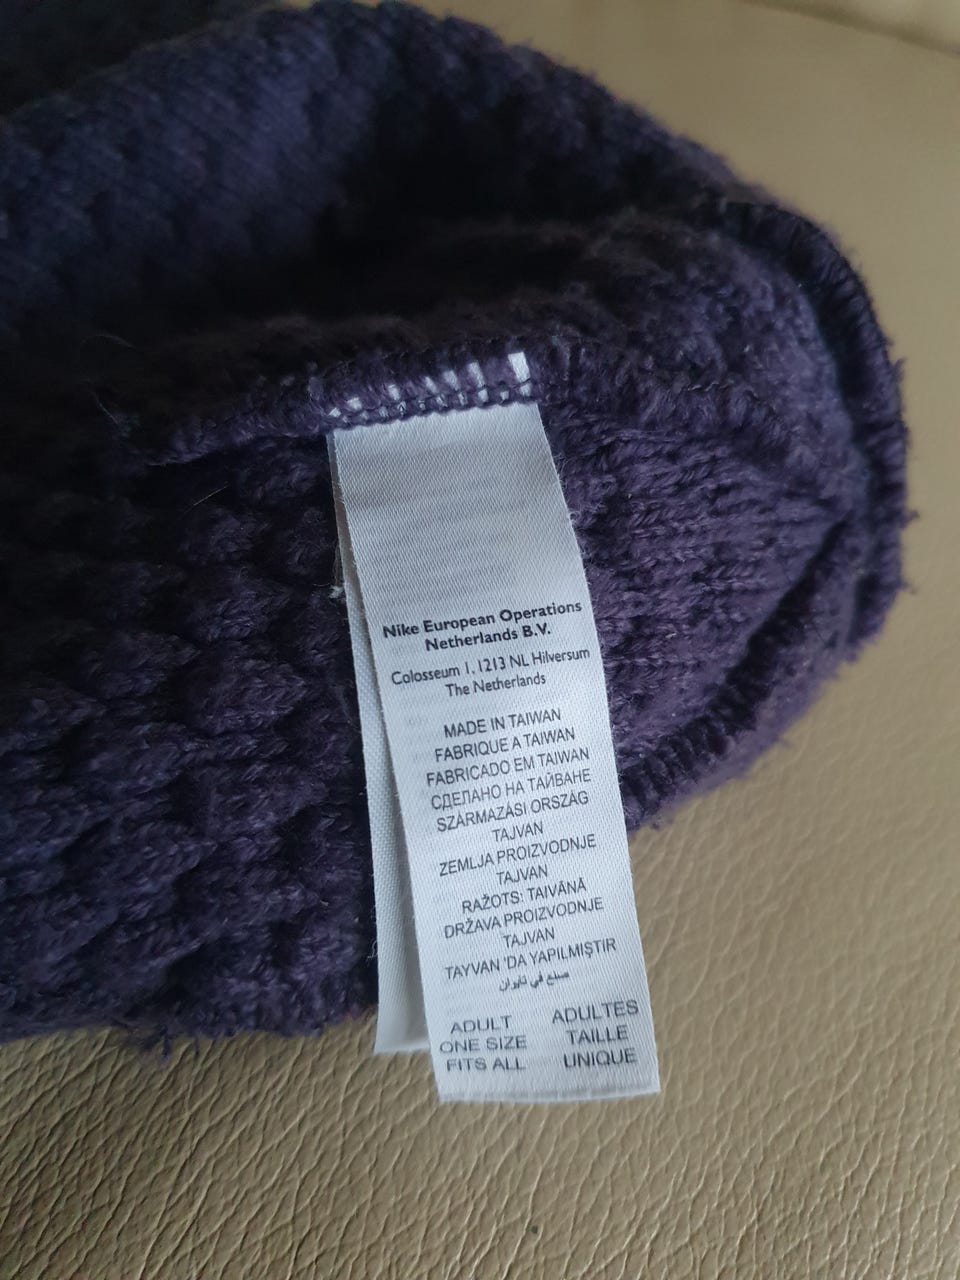 Nike European Operations
Netherlands B.V.
Colosseum 1, 1213 NL Hilversum
The Netherlands
MADE IN TAIWAN
FABRIQUE A TAIWAN
FABRICADO EM TAIWAN
СДЕЛАНО НА ТАЙВАНЕ
SZÁRMAZÁSI ORSZÁG
TAJVAN
ZEMLJA PROIZVODNJE
TAJVAN
RAŽOTS: TAIVĀNĀ
DRŽAVA PROIZVODNJE
TAJVAN
TAYVAN 'DA YAPILMIŞTIR
صنع في تايوان
ADULT
ONE SIZE
FITS ALL
ADULTES
TAILLE
UNIQUE